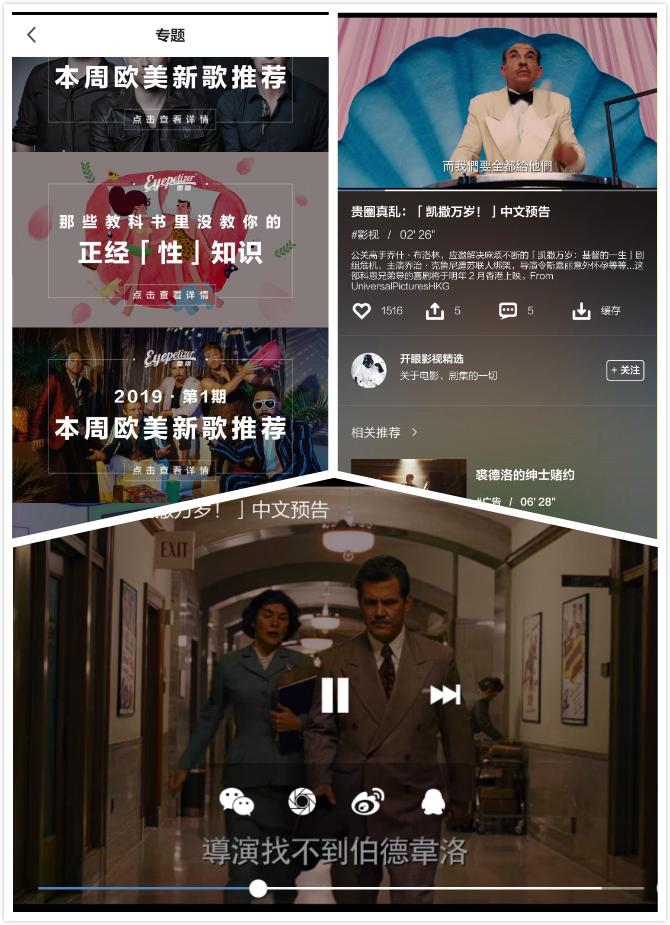 专题
本周欧美新歌推荐
点击查看详情
Eyepetizer
开眼
那些教科书里没教你的
正经「性」知识
点击查看详情
Eyepetizer
开眼
2019·第1期
本周欧美新歌推荐
点击查看详情
而我們要全都給他們
贵圈真乱：「凯撒万岁！」中文预告
#影视 / 02' 26"
公关高手乔什·布洛林，应邀解决麻烦不断的「凯撒万岁：基督的一生」剧
组危机，主演乔治·克鲁尼遭苏联人绑架，导演令斯嘉丽意外怀孕等等...这
部科恩兄弟导的喜剧将于明年 2 月香港上映。From
UniversalPicturesHKG
1516
5
5
缓存
开眼影视精选
关于电影、剧集的一切
+ 关注
相关推荐 >
裘德洛的绅士赌约
#广告 / 06' 28"
撒万岁！」中文预告
EXIT
導演找不到伯德韋洛